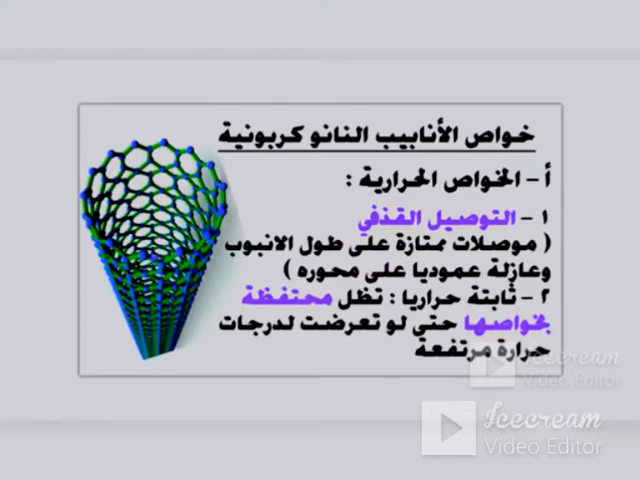 خواص الأنابيب النانو كربونية
أ - الخواص الحرارية :
١ - التوصيل القذفي
( موصلات ممتازة على طول الانبوب
وعازلة عموديا على محوره )
٢ - ثابتة حراريا : تظل محتفظة
بخواصها حتى لو تعرضت لدرجات
حرارة مرتفعة
Icecream
Video Editor
Icecream
Video Editor